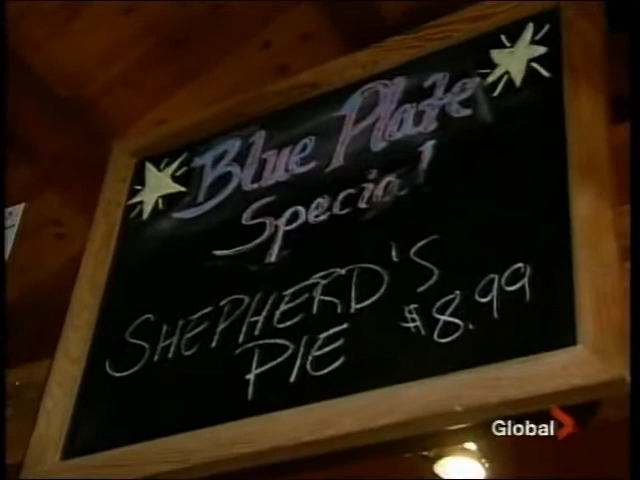 Blue Plate
Special
SHEPHERD'S
PIE $8.99
Global